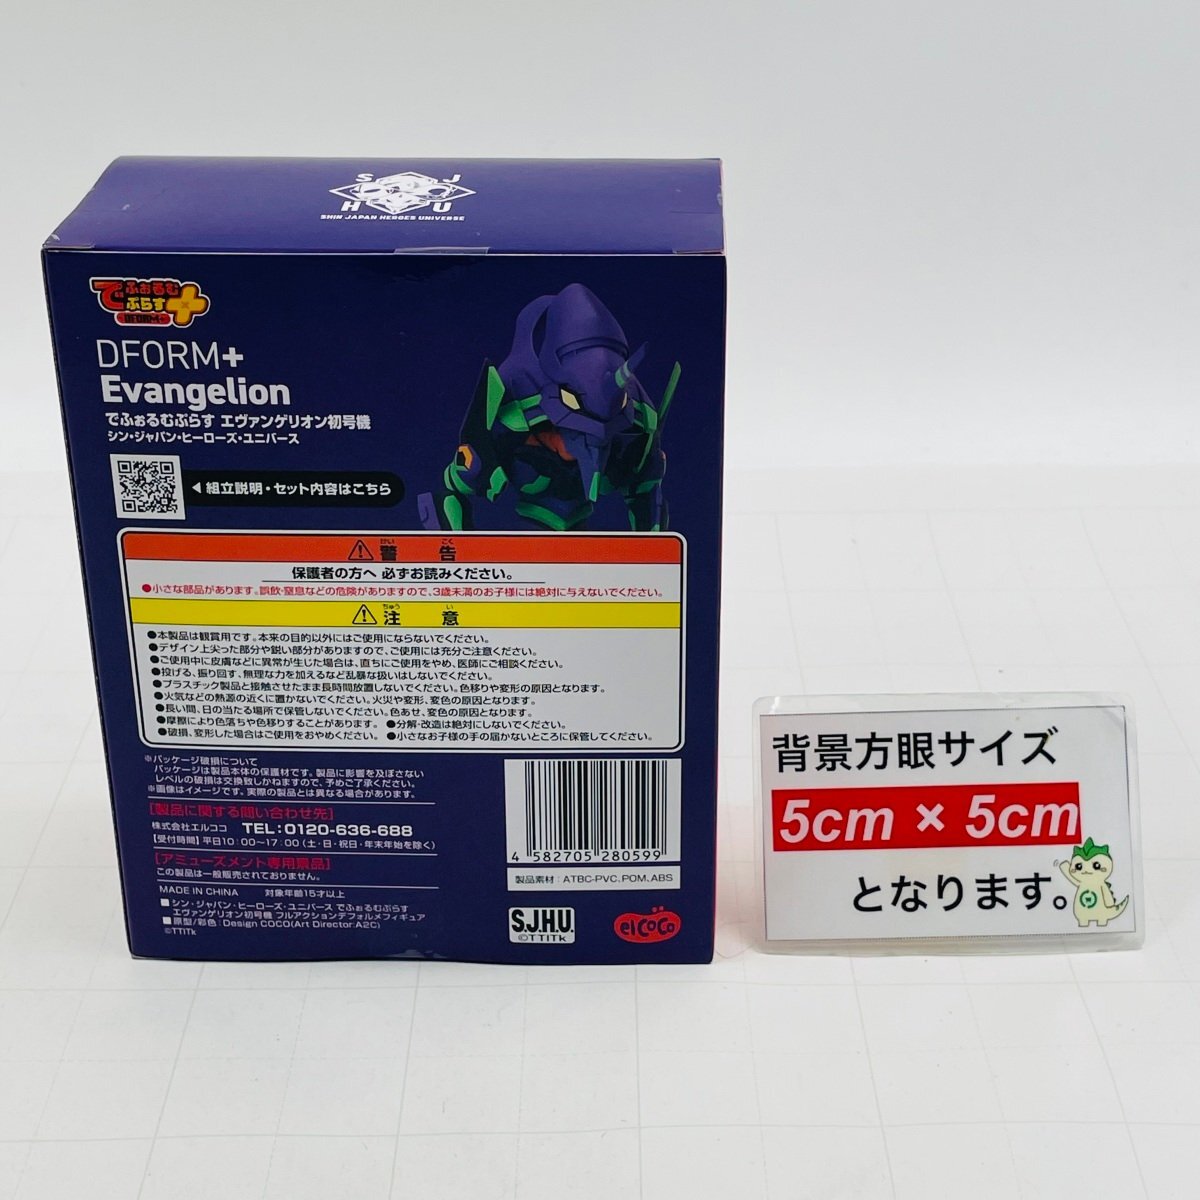 S J
H U
SHIN JAPAN HEROES UNIVERSE
でふぉるむ
ぷらす
DFORM+
DFORM+
Evangelion
でふぉるむぷらす エヴァンゲリオン初号機
シン・ジャパン・ヒーローズ・ユニバース
◀ 組立説明・セット内容はこちら
⚠警告
けい こく
保護者の方へ 必ずお読みください。
●小さな部品があります。誤飲・窒息などの危険がありますので、3歳未満のお子様には絶対に与えないでください。
⚠注意
ちゅう い
●本製品は観賞用です。本来の目的以外にはご使用にならないでください。
●デザイン上尖った部分や鋭い部分がありますので、ご使用には充分ご注意ください。
●ご使用中に皮膚などに異常が生じた場合は、直ちにご使用をやめ、医師にご相談ください。
●投げる、振り回す、無理な力を加えるなど乱暴な扱いはしないでください。
●プラスチック製品と接触させたまま長時間放置しないでください。色移りや変形の原因となります。
●火気などの熱源の近くに置かないでください。火災や変形、変色の原因となります。
●長い間、日の当たる場所で保管しないでください。色あせ、変色の原因となります。
●摩擦により色落ちや色移りすることがあります。 ●分解・改造は絶対にしないでください。
●破損、変形した場合はご使用をおやめください。 ●小さなお子様の手の届かないところに保管してください。
※パッケージ破損について
パッケージは製品本体の保護材です。製品に影響を及ぼさない
レベルの破損は交換致しかねますので、予めご了承ください。
※画像はイメージです。実際の製品とは異なる場合があります。
[製品に関する問い合わせ先]
株式会社エルココ TEL:0120-636-688
【受付時間】平日10:00〜17:00(土・日・祝日・年末年始を除く)
[アミューズメント専用景品]
この製品は一般販売されておりません。
MADE IN CHINA 対象年齢15才以上
■シン・ジャパン・ヒーローズ・ユニバース でふぉるむぷらす
エヴァンゲリオン初号機 フルアクションデフォルメフィギュア
■原型/彩色:Design COCO(Art Director:A2C)
©TTITk
4 582705 280599
製品素材:ATBC-PVC、POM、ABS
S.J.H.U.
©TTITk
elcoco
背景方眼サイズ
5cm × 5cm
となります。